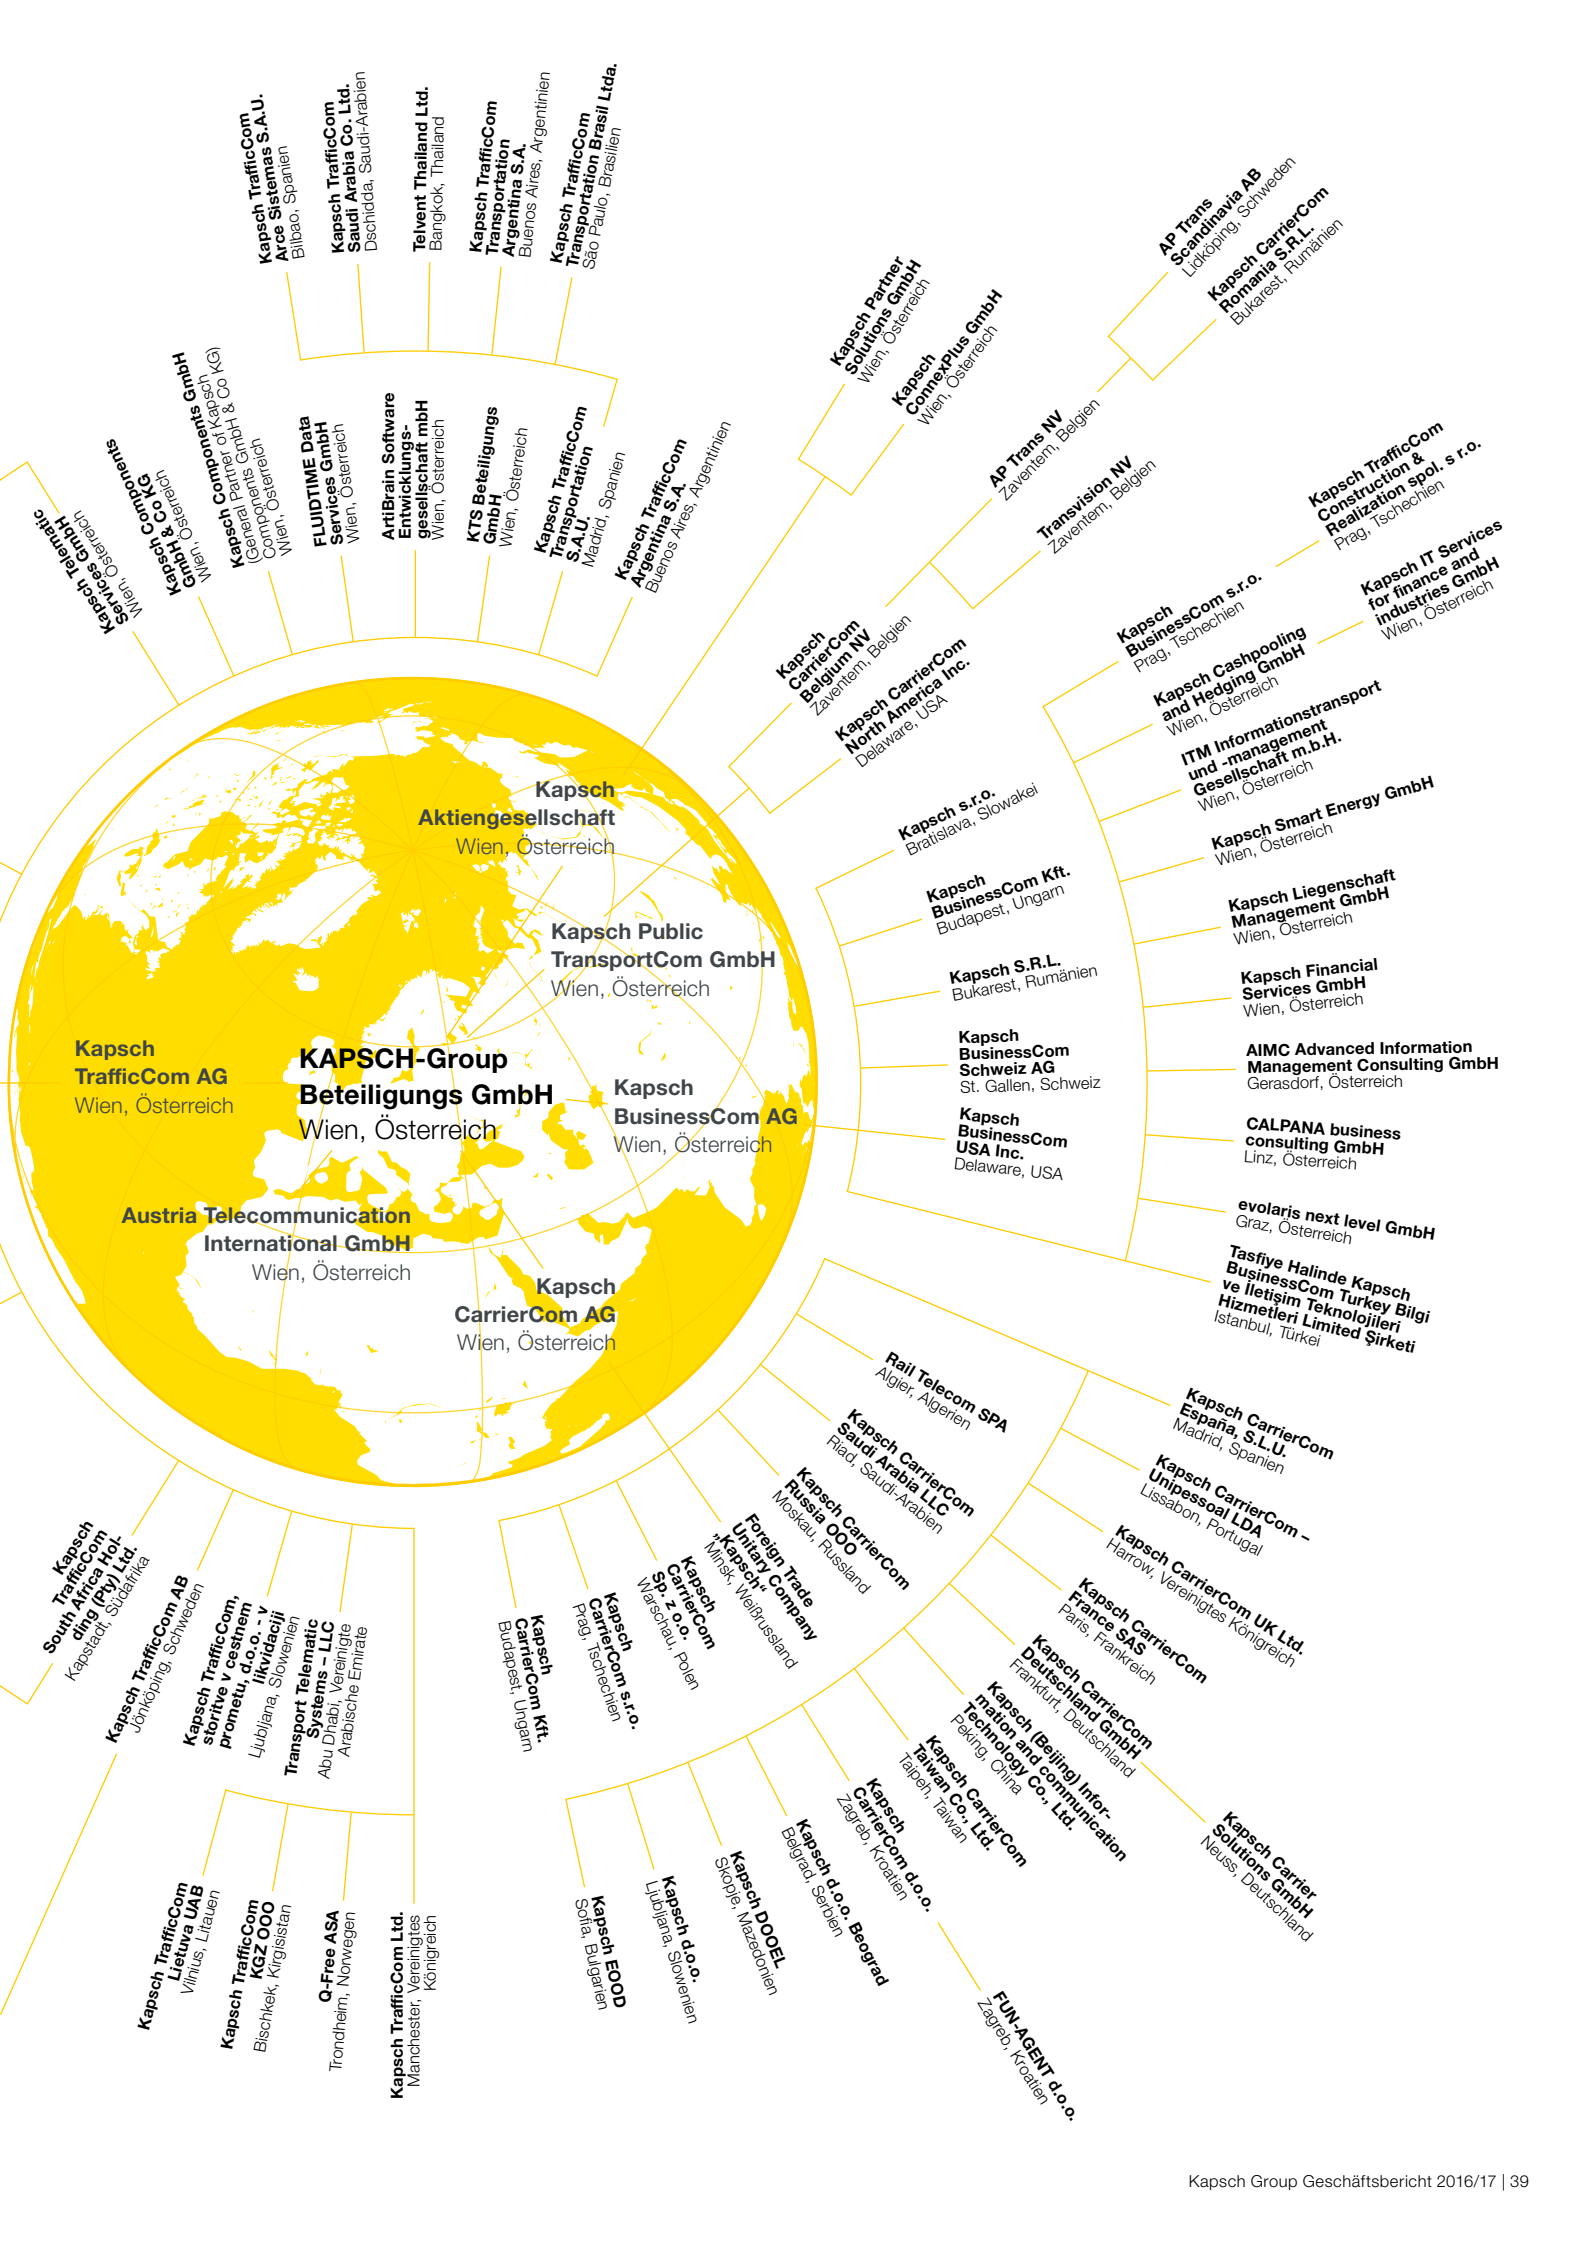 Kapsch TrafficCom
Arce Sistemas S.A.U.
Bilbao, Spanien
Kapsch TrafficCom
Saudi Arabia Co. Ltd.
Dschidda, Saudi-Arabien
Telvent Thailand Ltd.
Bangkok, Thailand
Kapsch TrafficCom
Transportation
Argentina S.A.
Buenos Aires, Argentinien
Kapsch TrafficCom
Transportation Brasil Ltda.
São Paulo, Brasilien
Kapsch Telematic
Services GmbH
Wien, Österreich
Kapsch Components
GmbH & Co KG
Wien, Österreich
Kapsch Components GmbH
(General Partner of Kapsch
Components GmbH & Co KG)
Wien, Österreich
FLUIDTIME Data
Services GmbH
Wien, Österreich
ArtiBrain Software
Entwicklungs-
gesellschaft mbH
Wien, Österreich
KTS Beteiligungs
GmbH
Wien, Österreich
Kapsch TrafficCom
Transportation
S.A.U.
Madrid, Spanien
Kapsch TrafficCom
Argentina S.A.
Buenos Aires, Argentinien
Kapsch Partner
Solutions GmbH
Wien, Österreich
Kapsch
ConnexPlus GmbH
Wien, Österreich
AP Trans
Scandinavia AB
Lidköping, Schweden
Kapsch CarrierCom
Romania S.R.L.
Bukarest, Rumänien
AP Trans NV
Zaventem, Belgien
Transvision NV
Zaventem, Belgien
Kapsch
CarrierCom
Belgium NV
Zaventem, Belgien
Kapsch CarrierCom
North America Inc.
Delaware, USA
Kapsch TrafficCom
Construction &
Realization spol. s r.o.
Prag, Tschechien
Kapsch
BusinessCom s.r.o.
Prag, Tschechien
Kapsch IT Services
for finance and
industries GmbH
Wien, Österreich
Kapsch Cashpooling
and Hedging GmbH
Wien, Österreich
ITM Informationstransport
und -management
Gesellschaft m.b.H.
Wien, Österreich
Kapsch Smart Energy GmbH
Wien, Österreich
Kapsch Liegenschaft
Management GmbH
Wien, Österreich
Kapsch Financial
Services GmbH
Wien, Österreich
AIMC Advanced Information
Management Consulting GmbH
Gerasdorf, Österreich
CALPANA business
consulting GmbH
Linz, Österreich
evolaris next level GmbH
Graz, Österreich
Tasfiye Halinde Kapsch
BusinessCom Turkey Bilgi
ve İletişim Teknolojileri
Hizmetleri Limited Şirketi
Istanbul, Türkei
Kapsch s.r.o.
Bratislava, Slowakei
Kapsch
BusinessCom Kft.
Budapest, Ungarn
Kapsch S.R.L.
Bukarest, Rumänien
Kapsch
BusinessCom
Schweiz AG
St. Gallen, Schweiz
Kapsch
BusinessCom
USA Inc.
Delaware, USA
Kapsch
Aktiengesellschaft
Wien, Österreich
Kapsch Public
TransportCom GmbH
Wien, Österreich
Kapsch
TrafficCom AG
Wien, Österreich
KAPSCH-Group
Beteiligungs GmbH
Wien, Österreich
Kapsch
BusinessCom AG
Wien, Österreich
Austria Telecommunication
International GmbH
Wien, Österreich
Kapsch
CarrierCom AG
Wien, Österreich
Rail Telecom SPA
Algier, Algerien
Kapsch CarrierCom
Saudi Arabia LLC
Riad, Saudi-Arabien
Kapsch CarrierCom
Russia OOO
Moskau, Russland
Foreign Trade
Unitary Company
„Kapsch“
Minsk, Weißrussland
Kapsch
CarrierCom
Sp. z o.o.
Warschau, Polen
Kapsch
CarrierCom s.r.o.
Prag, Tschechien
Kapsch
CarrierCom Kft.
Budapest, Ungarn
Kapsch CarrierCom
España, S.L.U.
Madrid, Spanien
Kapsch CarrierCom –
Unipessoal LDA
Lissabon, Portugal
Kapsch CarrierCom UK Ltd.
Harrow, Vereinigtes Königreich
Kapsch CarrierCom
France SAS
Paris, Frankreich
Kapsch CarrierCom
Deutschland GmbH
Frankfurt, Deutschland
Kapsch Carrier
Solutions GmbH
Neuss, Deutschland
Kapsch (Beijing) Infor-
mation and communication
Technology Co., Ltd.
Peking, China
Kapsch CarrierCom
Taiwan Co., Ltd.
Taipeh, Taiwan
Kapsch
CarrierCom d.o.o.
Zagreb, Kroatien
FUN-AGENT d.o.o.
Zagreb, Kroatien
Kapsch d.o.o. Beograd
Belgrad, Serbien
Kapsch DOOEL
Skopje, Mazedonien
Kapsch d.o.o.
Ljubljana, Slowenien
Kapsch EOOD
Sofia, Bulgarien
Kapsch
TrafficCom
South Africa Hol-
ding (Pty) Ltd.
Kapstadt, Südafrika
Kapsch TrafficCom AB
Jönköping, Schweden
Kapsch TrafficCom,
storitve v cestnem
prometu, d.o.o. - v
likvidaciji
Ljubljana, Slowenien
Transport Telematic
Systems – LLC
Abu Dhabi, Vereinigte
Arabische Emirate
Kapsch TrafficCom
Lietuva UAB
Vilnius, Litauen
Kapsch TrafficCom
KGZ OOO
Bischkek, Kirgisistan
Q-Free ASA
Trondheim, Norwegen
Kapsch TrafficCom Ltd.
Manchester, Vereinigtes
Königreich
Kapsch Group Geschäftsbericht 2016/17 | 39